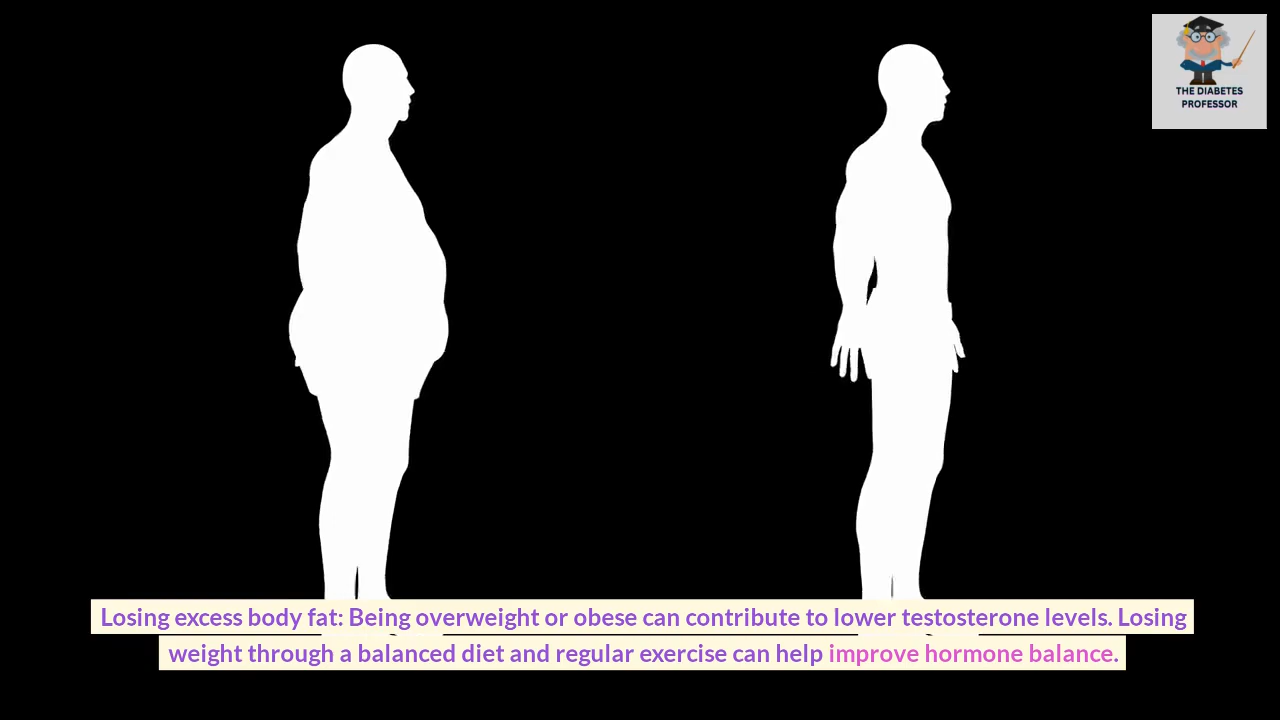 THE DIABETES
PROFESSOR
Losing excess body fat: Being overweight or obese can contribute to lower testosterone levels. Losing
weight through a balanced diet and regular exercise can help improve hormone balance.